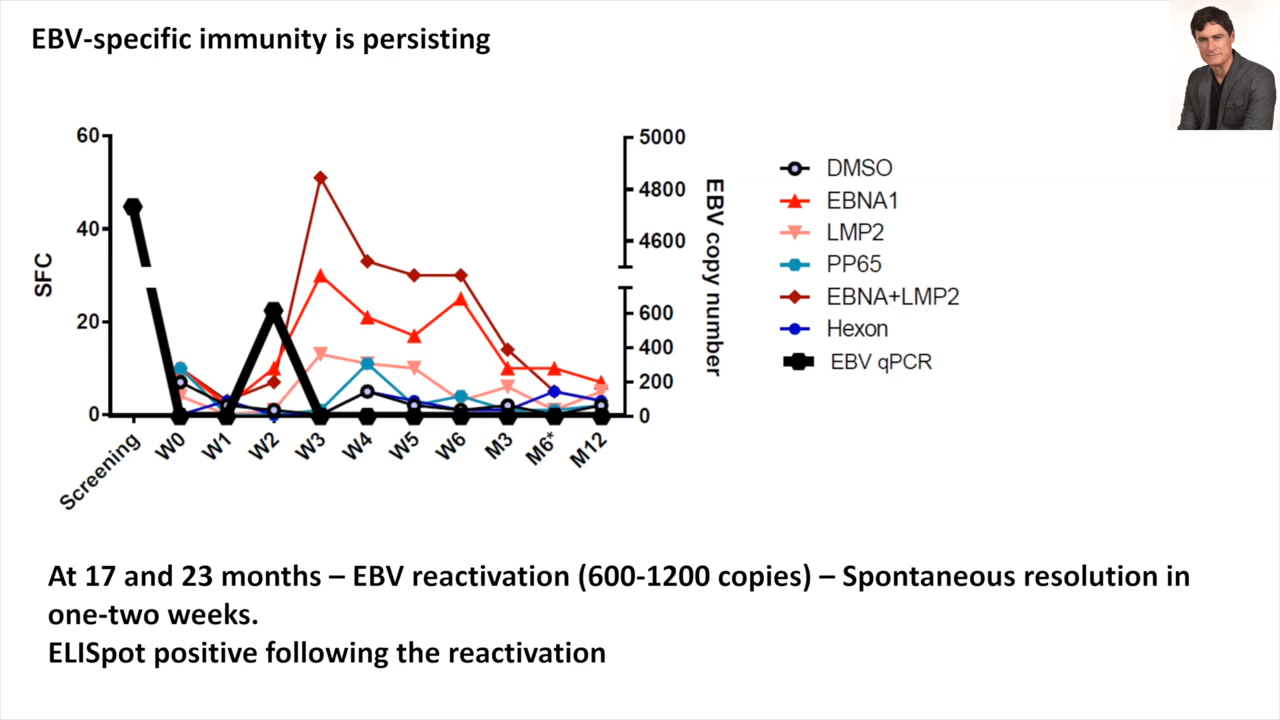 EBV-specific immunity is persisting
60
40
20
0
SFC
5000
4800
4600
600
400
200
0
EBV copy number
Screening
W0
W1
W2
W3
W4
W5
W6
M3
M6*
M12
DMSO
EBNA1
LMP2
PP65
EBNA+LMP2
Hexon
EBV qPCR
At 17 and 23 months – EBV reactivation (600-1200 copies) – Spontaneous resolution in
one-two weeks.
ELISpot positive following the reactivation